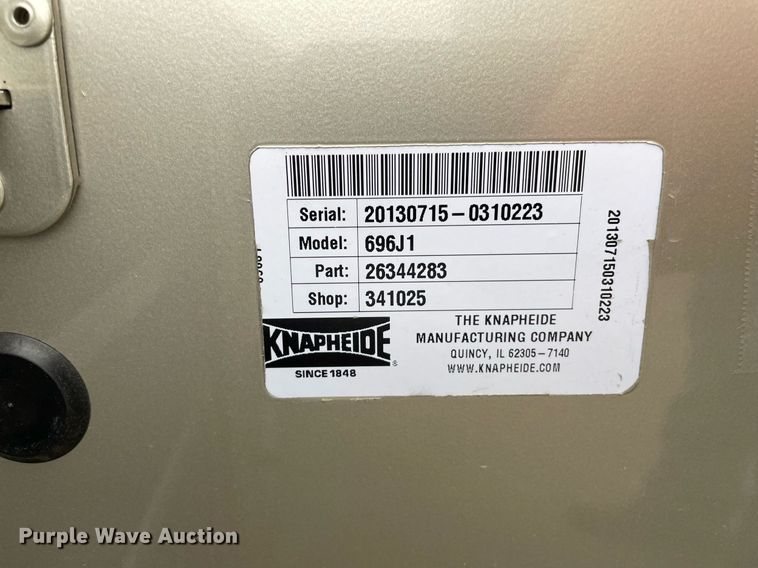 Serial: 20130715-0310223
Model: 696J1
Part: 26344283
Shop: 341025
201307150310223
KNAPHEIDE®
SINCE 1848
THE KNAPHEIDE
MANUFACTURING COMPANY
QUINCY, IL 62305-7140
WWW.KNAPHEIDE.COM
Purple Wave Auction